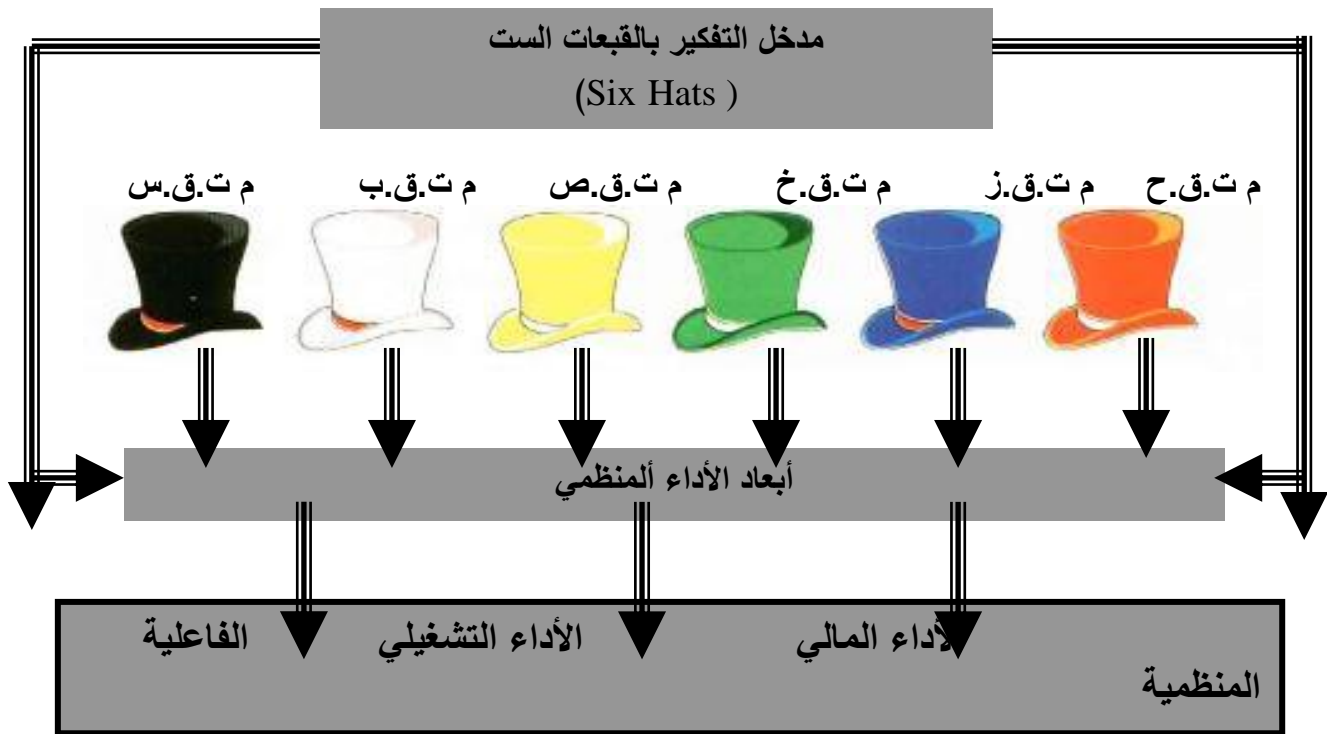 مدخل التفكير بالقبعات الست
(Six Hats )
م ت.ق.ح م ت.ق.ز م ت.ق.خ م ت.ق.ص م ت.ق.ب م ت.ق.س
أبعاد الأداء ألمنظمي
الأداء المالي الأداء التشغيلي الفاعلية
المنظمية